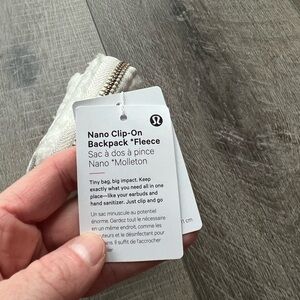 Nano Clip-On
Backpack *Fleece
Sac à dos à pince
Nano *Molleton
Tiny bag, big impact. Keep
exactly what you need all in one
place—like your earbuds and
hand sanitizer. Just clip and go
Un sac minuscule au potentiel
énorme. Gardez tout le nécessaire
en un même endroit, comme les
uteurs et le désinfectant pour
ins. Il suffit de l'accrocher
cm